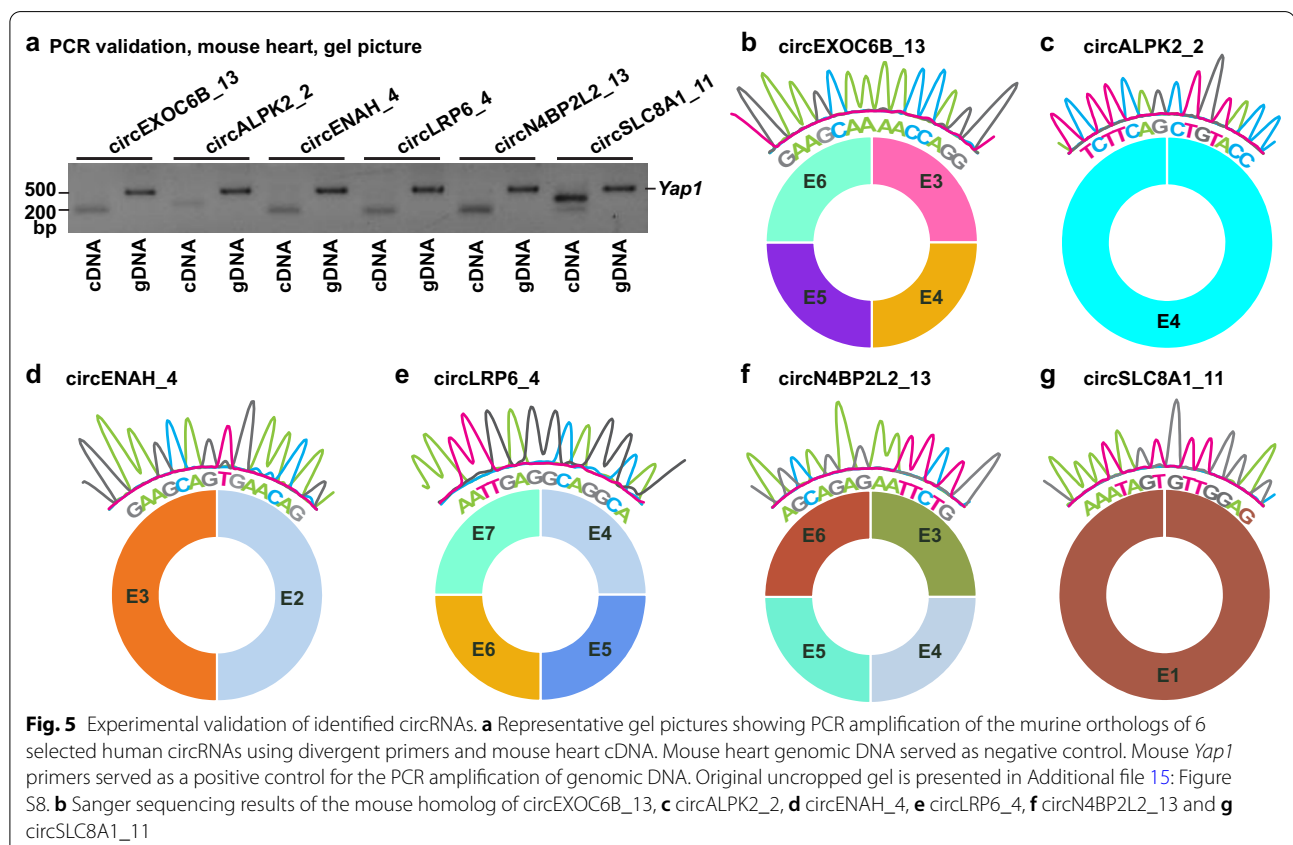 a PCR validation, mouse heart, gel picture
circEXOC6B_13
circALPK2_2
circENAH_4
circLRP6_4
circN4BP2L2_13
circSLC8A1_11
500
200
bp
Yap1
cDNA
gDNA
cDNA
gDNA
cDNA
gDNA
cDNA
gDNA
cDNA
gDNA
cDNA
gDNA
b circEXOC6B_13
GAAGCAA AACCAGG
E6
E3
E5
E4
c circALPK2_2
TCTTCAG CTGTACC
E4
d circENAH_4
GAAGCAGTGAACAG
E3
E2
e circLRP6_4
AATTGAGGCAGGCA
E7
E4
E6
E5
f circN4BP2L2_13
AGCAGAGAATTCTG
E6
E3
E5
E4
g circSLC8A1_11
AAATAGT GTTGGAG
E1
Fig. 5 Experimental validation of identified circRNAs. a Representative gel pictures showing PCR amplification of the murine orthologs of 6
selected human circRNAs using divergent primers and mouse heart cDNA. Mouse heart genomic DNA served as negative control. Mouse Yap1
primers served as a positive control for the PCR amplification of genomic DNA. Original uncropped gel is presented in Additional file 15: Figure
S8. b Sanger sequencing results of the mouse homolog of circEXOC6B_13, c circALPK2_2, d circENAH_4, e circLRP6_4, f circN4BP2L2_13 and g
circSLC8A1_11